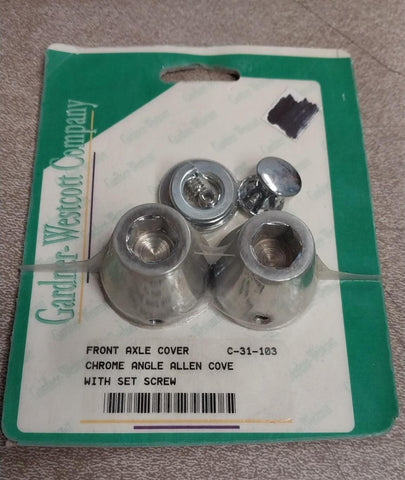 Gardner-Westcott Company
FRONT AXLE COVER C-31-103
CHROME ANGLE ALLEN COVE
WITH SET SCREW